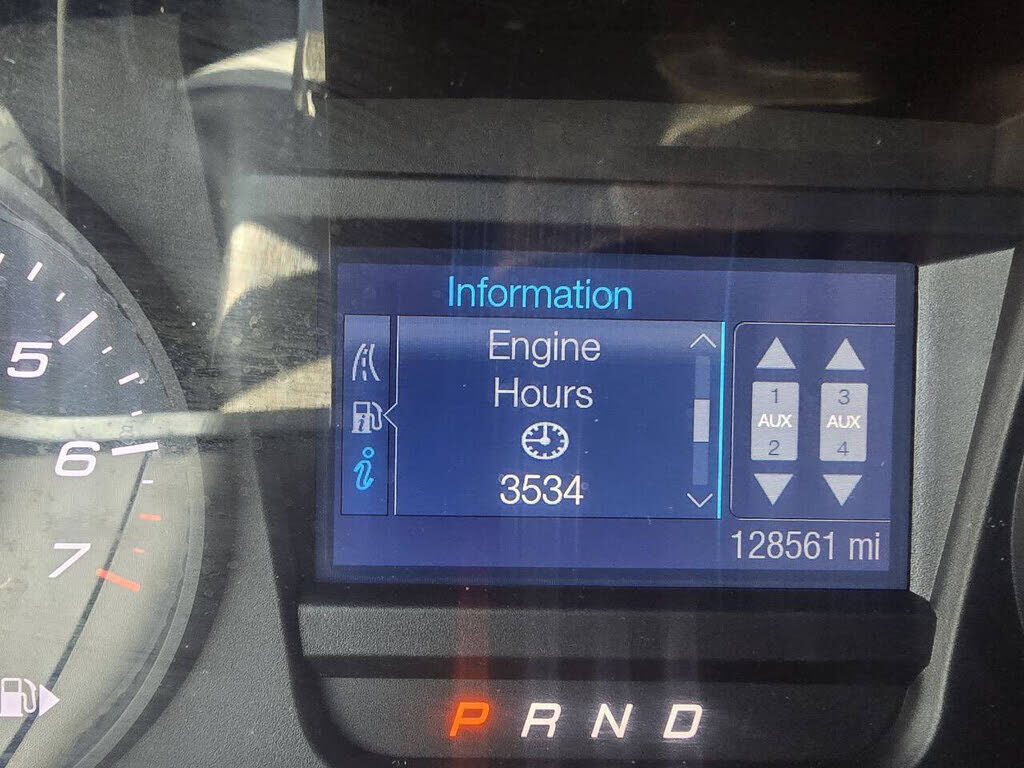 Information
Engine
Hours
3534
1
AUX
2
3
AUX
4
128561 mi
5
6
7
P R N D